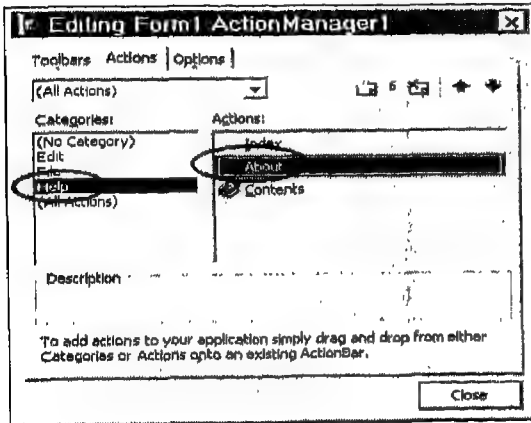 Editing Form1 ActionManager1
Toolbars Actions Options
(All Actions)
Categories: Actions:
(No Category)
Edit
File
Help
(All Actions)
Index
About
Contents
Description
To add actions to your application simply drag and drop from either
Categories or Actions onto an existing ActionBar.
Close